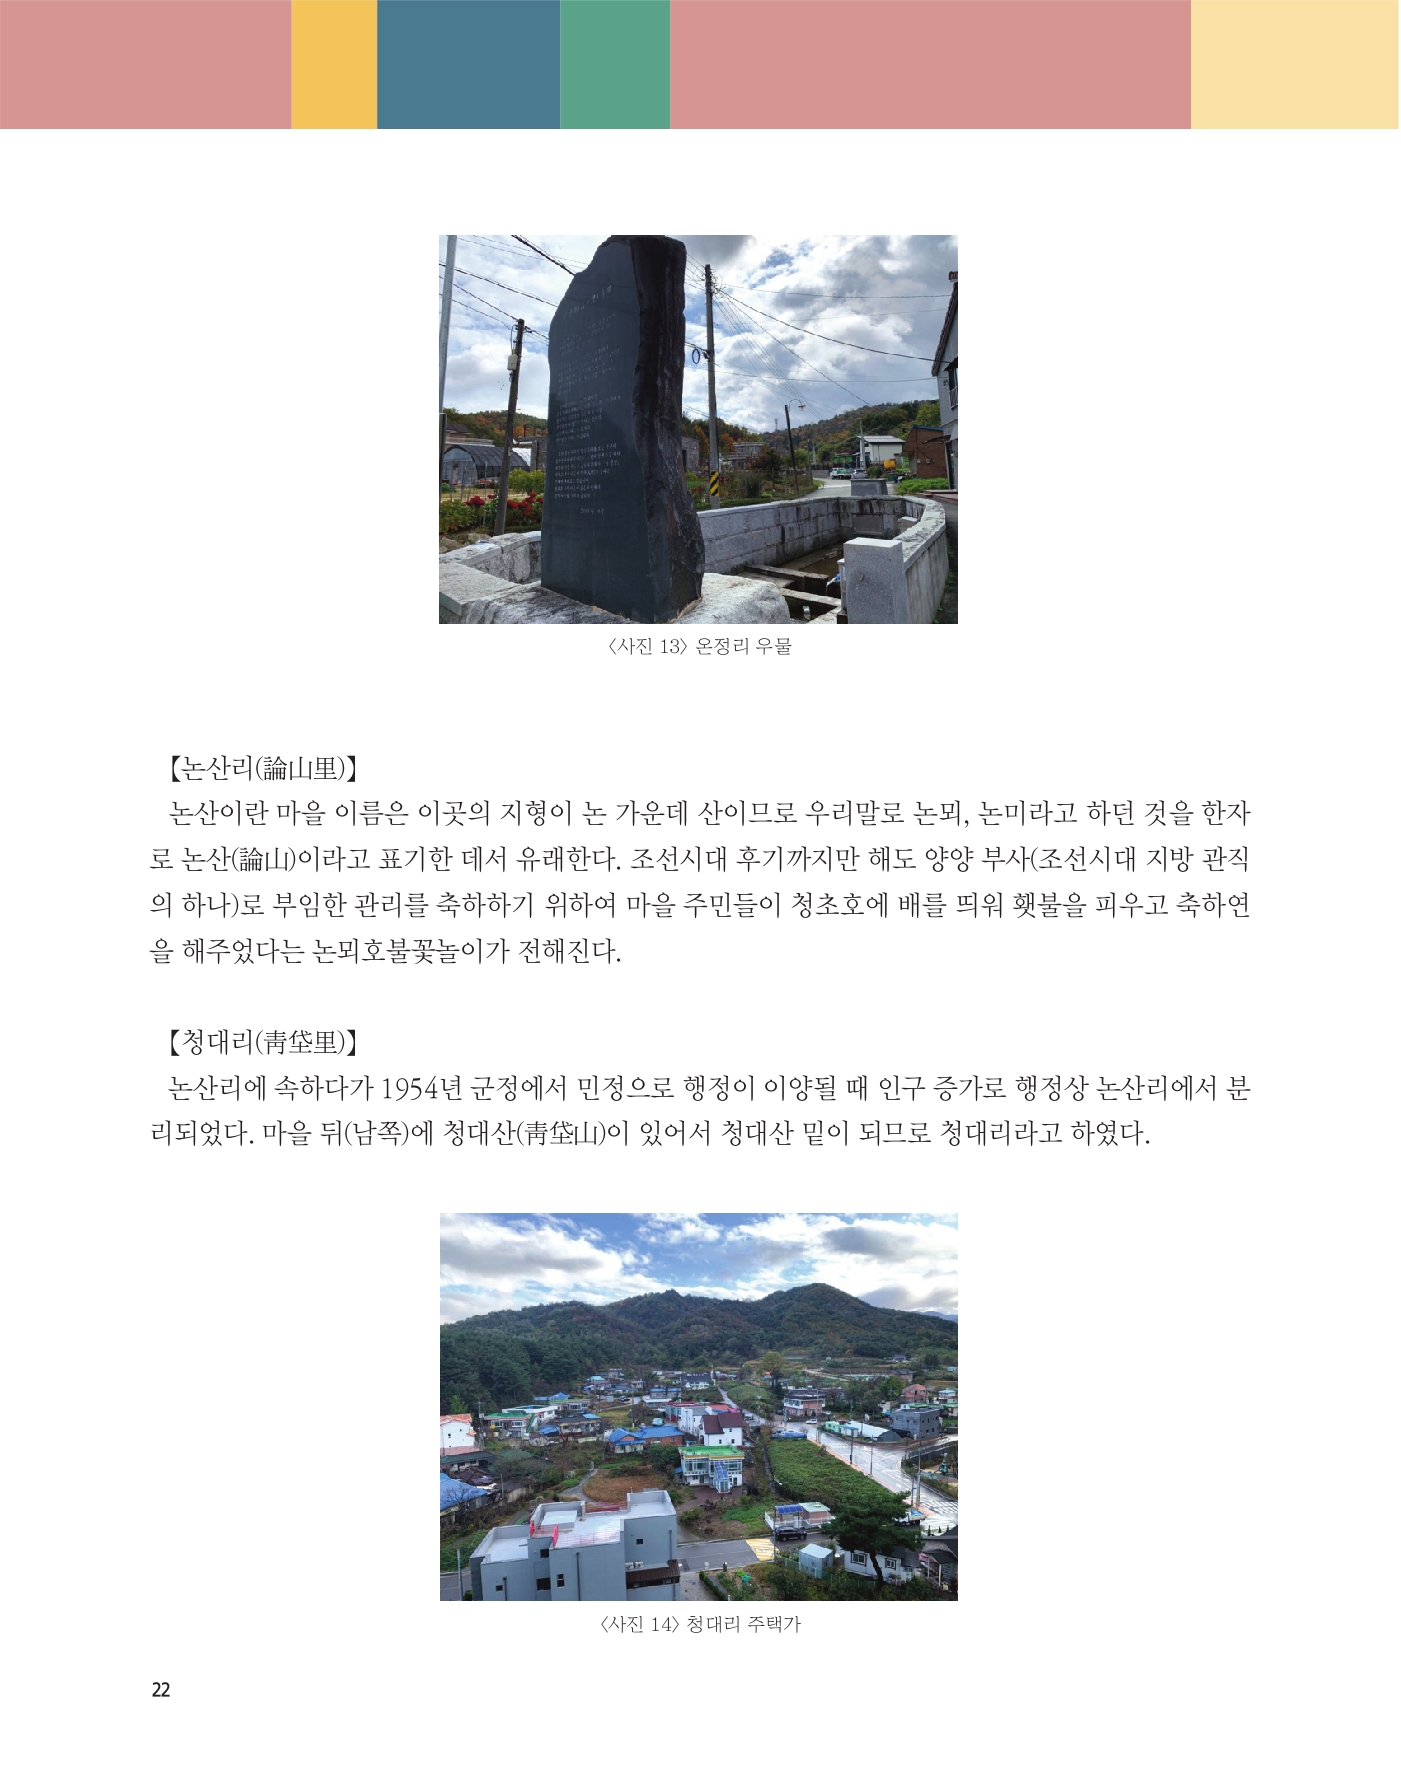 〈사진 13〉 온정리 우물
【논산리(論山里)】
논산이란 마을 이름은 이곳의 지형이 논 가운데 산이므로 우리말로 논뫼, 논미라고 하던 것을 한자
로 논산(論山)이라고 표기한 데서 유래한다. 조선시대 후기까지만 해도 양양 부사(조선시대 지방 관직
의 하나)로 부임한 관리를 축하하기 위하여 마을 주민들이 청초호에 배를 띄워 횃불을 피우고 축하연
을 해주었다는 논뫼호불꽃놀이가 전해진다.
【청대리(靑垈里)】
논산리에 속하다가 1954년 군정에서 민정으로 행정이 이양될 때 인구 증가로 행정상 논산리에서 분
리되었다. 마을 뒤(남쪽)에 청대산(靑垈山)이 있어서 청대산 밑이 되므로 청대리라고 하였다.
〈사진 14〉 청대리 주택가
22